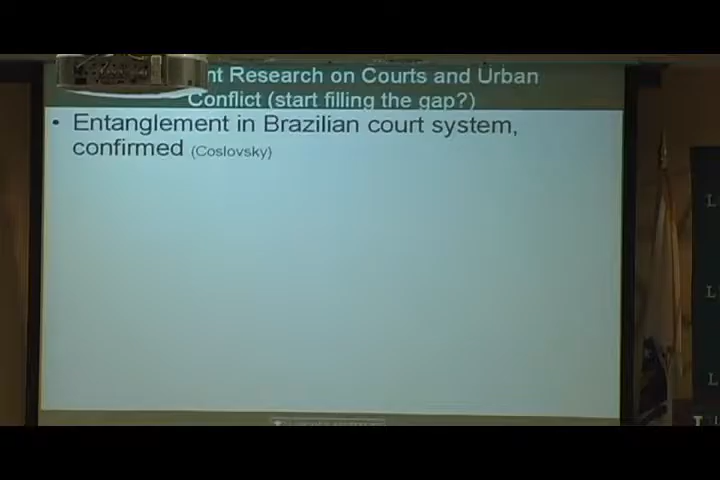 nt Research on Courts and Urban
Conflict (start filling the gap?)
• Entanglement in Brazilian court system,
confirmed (Coslovsky)
L
L
L